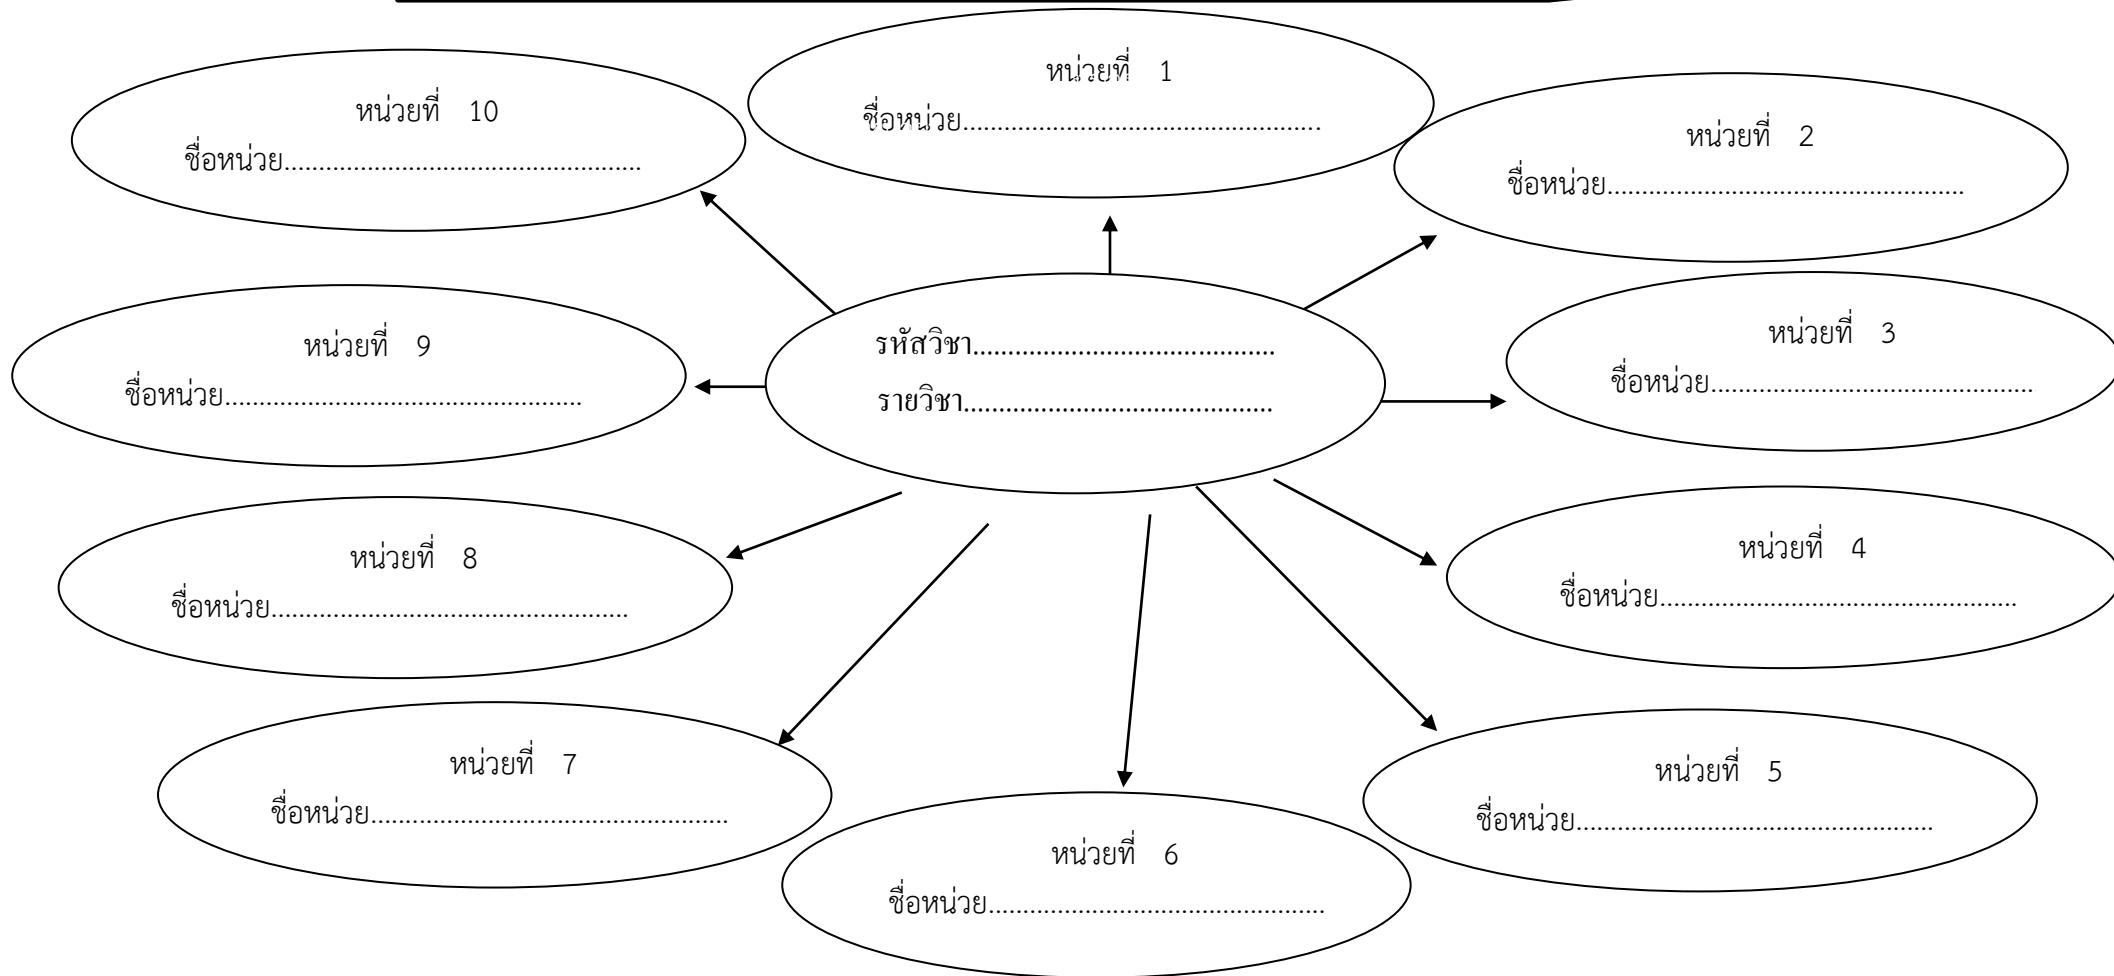 หน่วยที่ 1
ชื่อหน่วย....................................................
หน่วยที่ 2
ชื่อหน่วย....................................................
หน่วยที่ 3
ชื่อหน่วย...............................................
หน่วยที่ 4
ชื่อหน่วย....................................................
หน่วยที่ 5
ชื่อหน่วย....................................................
หน่วยที่ 6
ชื่อหน่วย.................................................
หน่วยที่ 7
ชื่อหน่วย....................................................
หน่วยที่ 8
ชื่อหน่วย....................................................
หน่วยที่ 9
ชื่อหน่วย....................................................
หน่วยที่ 10
ชื่อหน่วย....................................................
รหัสวิชา...........................................
รายวิชา............................................